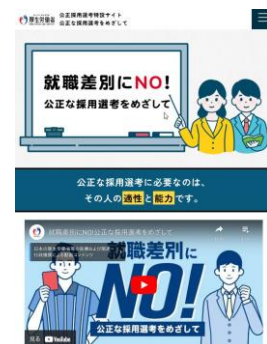 厚生労働省
公正採用選考特設サイト
公正な採用選考をめざして
就職差別にNO!
公正な採用選考をめざして
公正な採用選考に必要なのは、
その人の適性と能力です。
就職差別にNO!公正な採用選考をめざして
就職差別に
NO!
公正な採用選考をめざして
見る YouTube